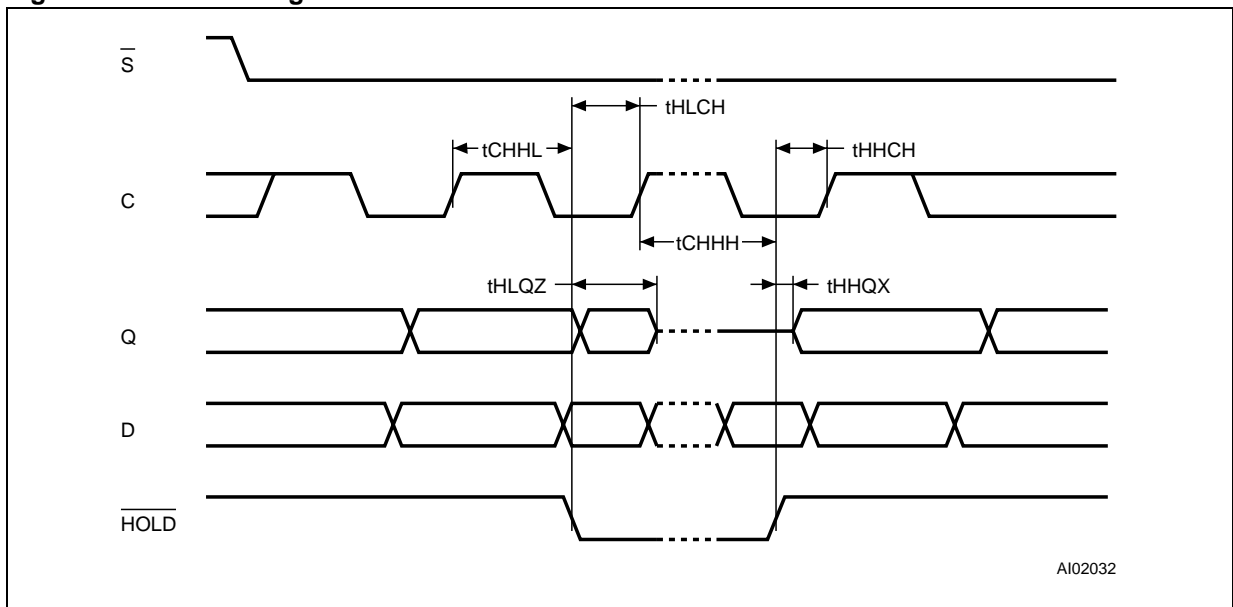 S
tHLCH
tCHHL
tHHCH
C
tCHHH
tHLQZ
tHHQX
Q
D
HOLD
AI02032